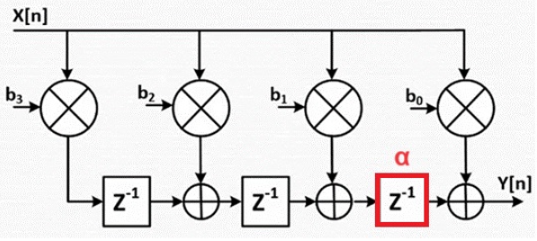 X[n]
b₃ b₂ b₁ b₀
α
Z⁻¹ Z⁻¹ Z⁻¹ Y[n]